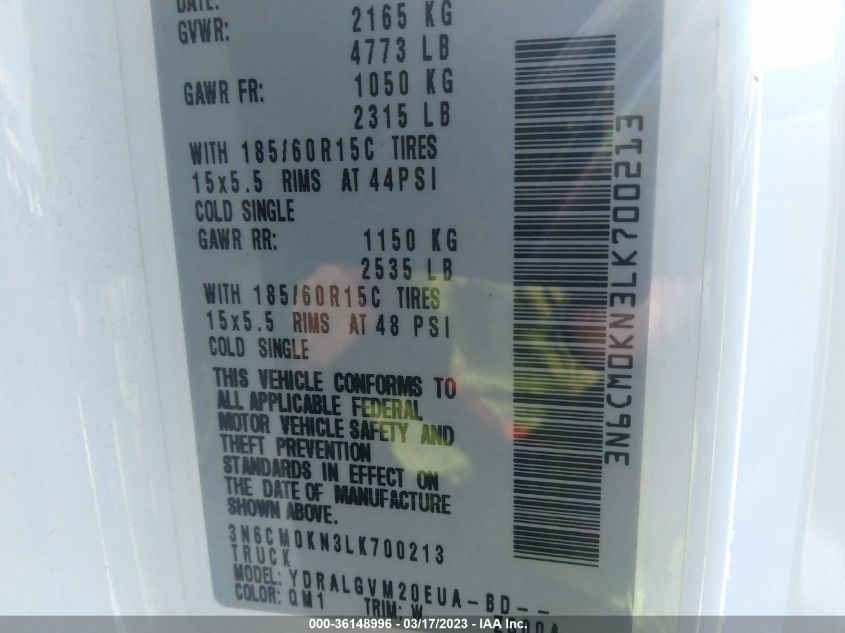 DATE:
GVWR: 2165 KG
4773 LB
GAWR FR: 1050 KG
2315 LB
WITH 185/60R15C TIRES
15x5.5 RIMS AT 44PSI
COLD SINGLE
GAWR RR: 1150 KG
2535 LB
WITH 185/60R15C TIRES
15x5.5 RIMS AT 48 PSI
COLD SINGLE
THIS VEHICLE CONFORMS TO
ALL APPLICABLE FEDERAL
MOTOR VEHICLE SAFETY AND
THEFT PREVENTION
STANDARDS IN EFFECT ON
THE DATE OF MANUFACTURE
SHOWN ABOVE.
3N6CM0KN3LK700213
TRUCK
MODEL: YDRALGVM20EUA-BD--
COLOR: QM1 TRIM: W
3N6CM0KN3LK700213
000-36148996 - 03/17/2023 - IAAI.COM